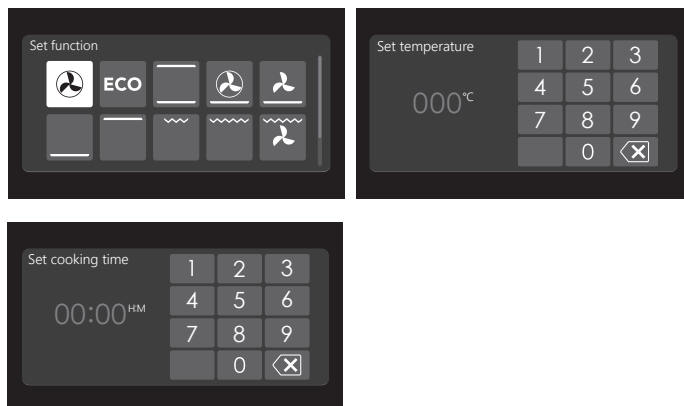 Set function
ECO
Set temperature
000°C
1 2 3
4 5 6
7 8 9
0
Set cooking time
00:00 H:M
1 2 3
4 5 6
7 8 9
0